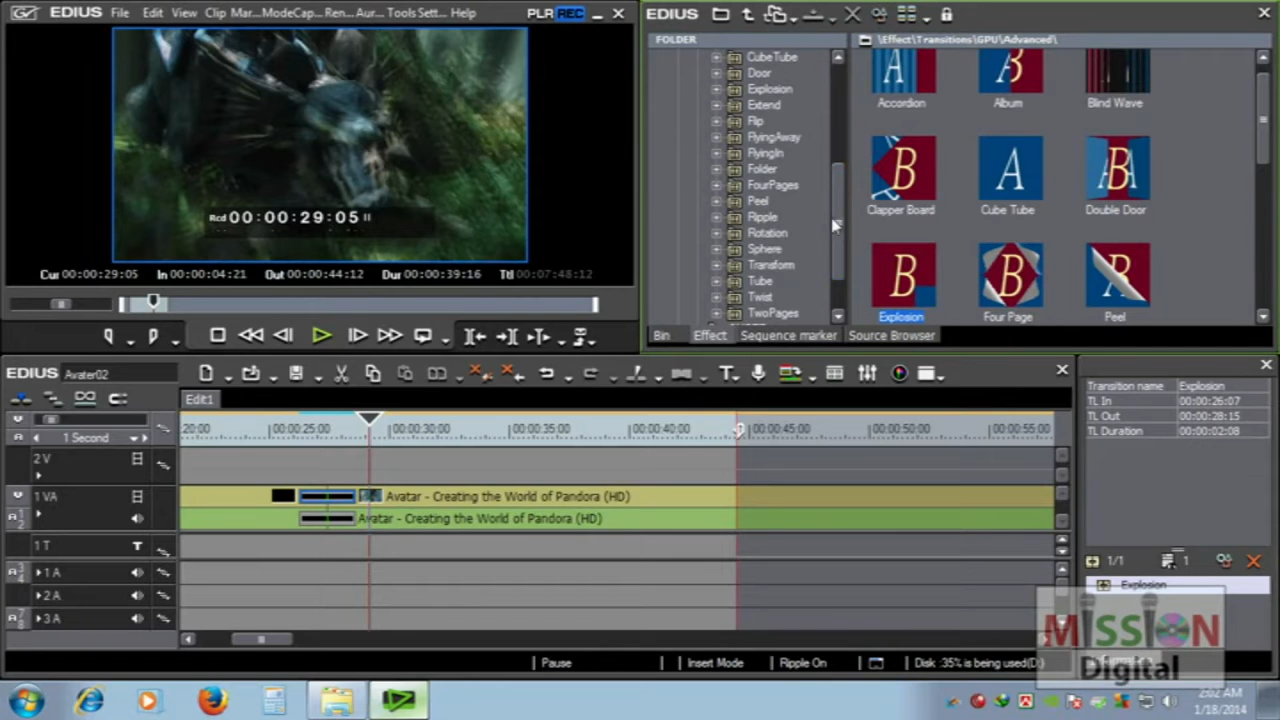 EDIUS File Edit View Clip Mar... Mode Cap... Ren... Aur... Tools Sett... Help PLR REC
Rcd 00:00:29:05
Cur 00:00:29:05 In 00:00:04:21 Out 00:00:44:12 Dur 00:00:39:16 Ttl 00:07:48:12
EDIUS
FOLDER
\Effect\Transitions\GPU\Advanced\
CubeTube
Door
Explosion
Extend
Flip
FlyingAway
FlyingIn
Folder
FourPages
Peel
Ripple
Rotation
Sphere
Transform
Tube
Twist
TwoPages
A A B
Accordion Album Blind Wave
B A B A
Clapper Board Cube Tube Double Door
B B A
Explosion Four Page Peel
Bin Effect Sequence marker Source Browser
EDIUS Avater02
Edit1
1 Second
20:00 00:00:25:00 00:00:30:00 00:00:35:00 00:00:40:00 00:00:45:00 00:00:50:00 00:00:55:00
2 V
1 VA Avatar - Creating the World of Pandora (HD)
Avatar - Creating the World of Pandora (HD)
1 T
1 A
2 A
3 A
Pause Insert Mode Ripple On Disk :35% is being used(D:)
Transition name Explosion
TL In 00:00:26:07
TL Out 00:00:28:15
TL Duration 00:00:02:08
1/1 1
Explosion
MISSION
Digital
2:02 AM
1/18/2014